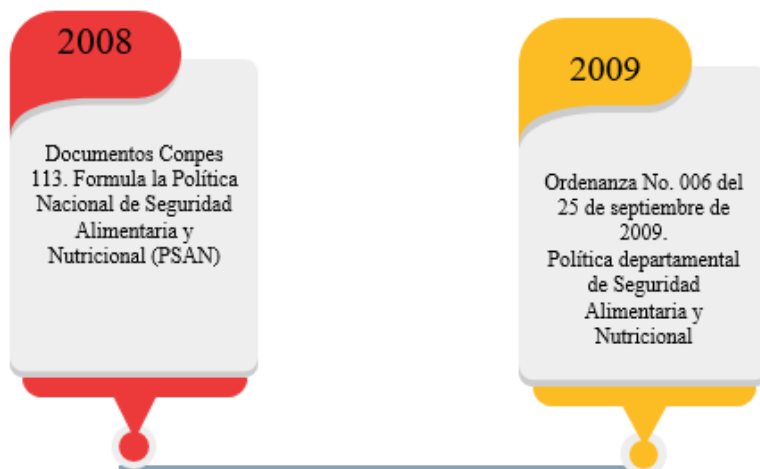 2008
Documentos Conpes
113. Formula la Política
Nacional de Seguridad
Alimentaria y
Nutricional (PSAN)
2009
Ordenanza No. 006 del
25 de septiembre de
2009.
Política departamental
de Seguridad
Alimentaria y
Nutricional